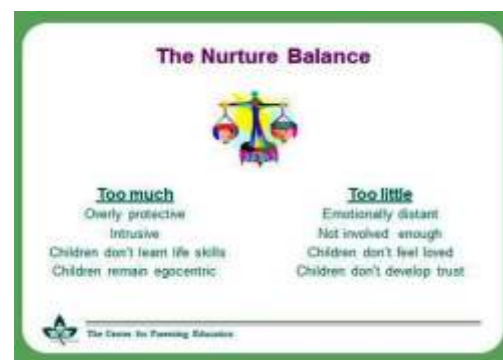 The Nurture Balance
Too much
Overly protective
Intrusive
Children don't learn life skills
Children remain egocentric
Too little
Emotionally distant
Not involved enough
Children don't feel loved
Children don't develop trust
The Center for Parenting Education